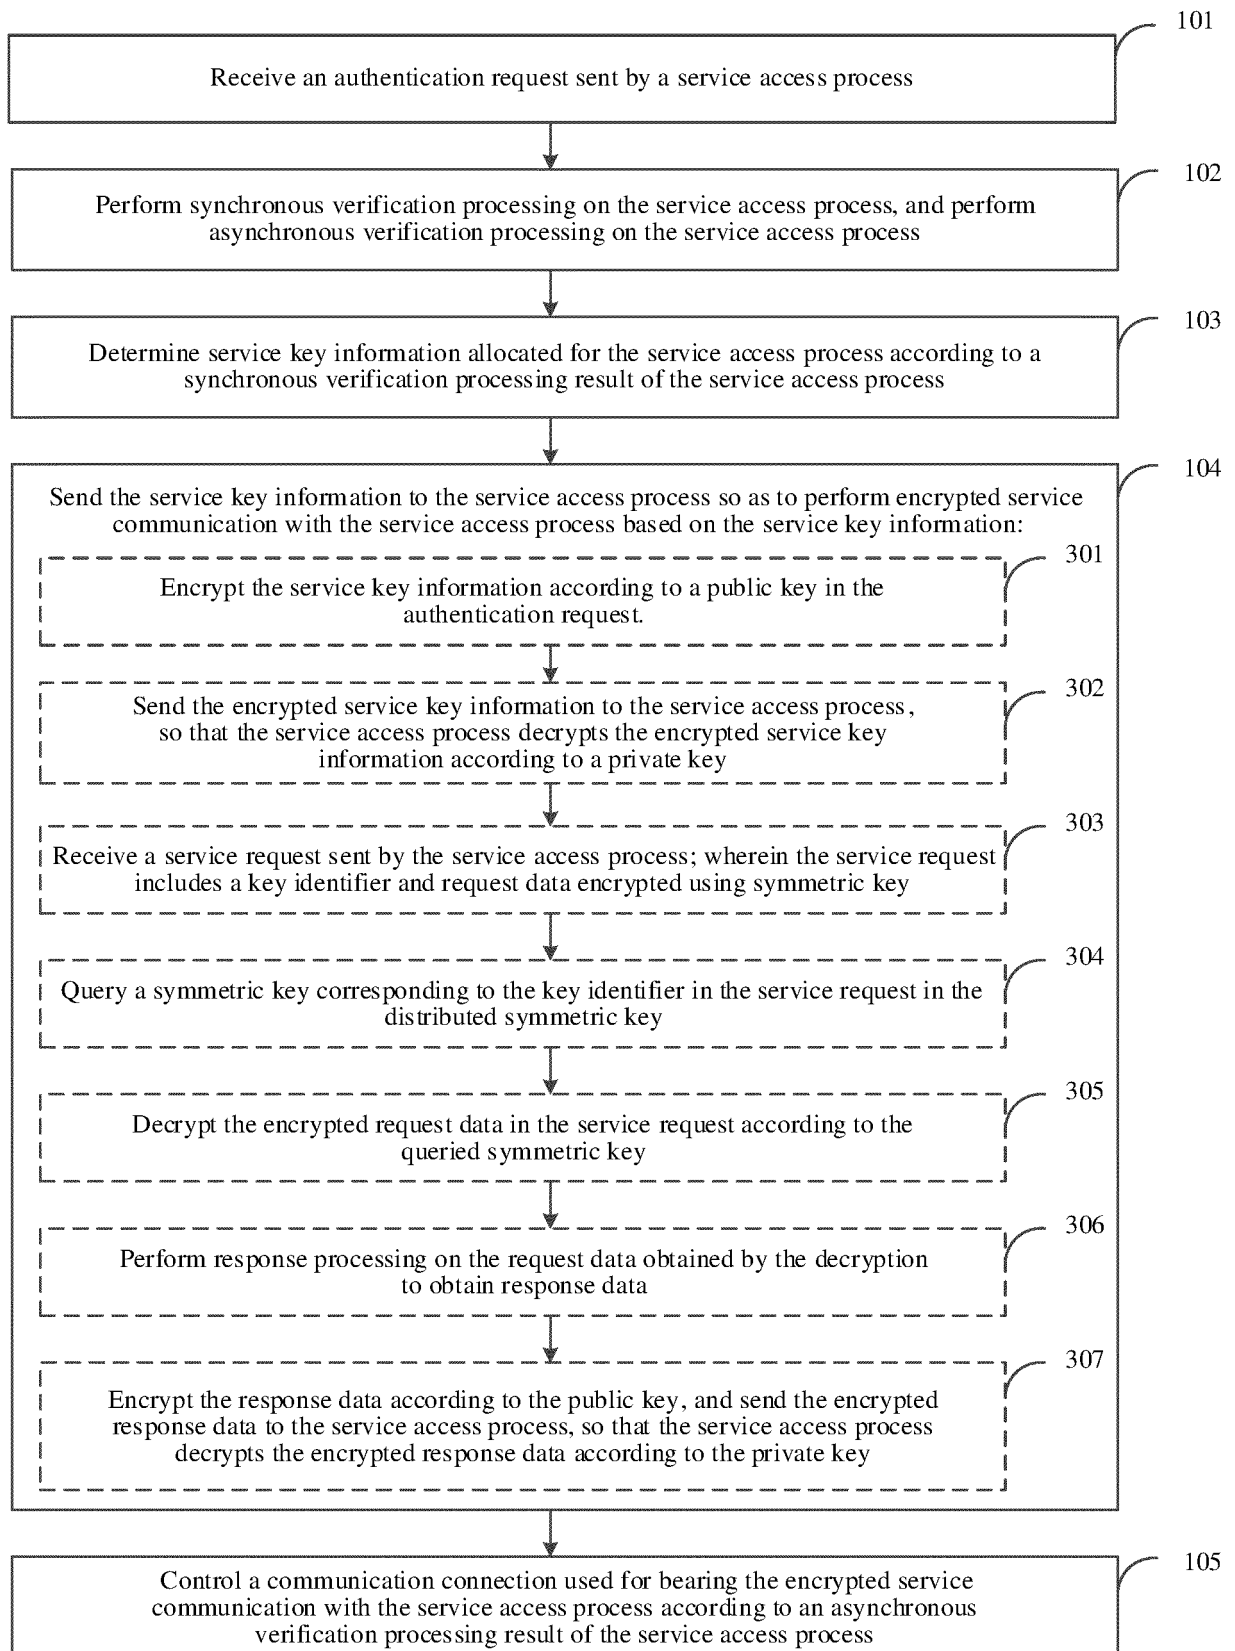 101
Receive an authentication request sent by a service access process
102
Perform synchronous verification processing on the service access process, and perform
asynchronous verification processing on the service access process
103
Determine service key information allocated for the service access process according to a
synchronous verification processing result of the service access process
104
Send the service key information to the service access process so as to perform encrypted service
communication with the service access process based on the service key information:
301
Encrypt the service key information according to a public key in the
authentication request.
302
Send the encrypted service key information to the service access process,
so that the service access process decrypts the encrypted service key
information according to a private key
303
Receive a service request sent by the service access process; wherein the service request
includes a key identifier and request data encrypted using symmetric key
304
Query a symmetric key corresponding to the key identifier in the service request in the
distributed symmetric key
305
Decrypt the encrypted request data in the service request according to the
queried symmetric key
306
Perform response processing on the request data obtained by the decryption
to obtain response data
307
Encrypt the response data according to the public key, and send the encrypted
response data to the service access process, so that the service access process
decrypts the encrypted response data according to the private key
105
Control a communication connection used for bearing the encrypted service
communication with the service access process according to an asynchronous
verification processing result of the service access process